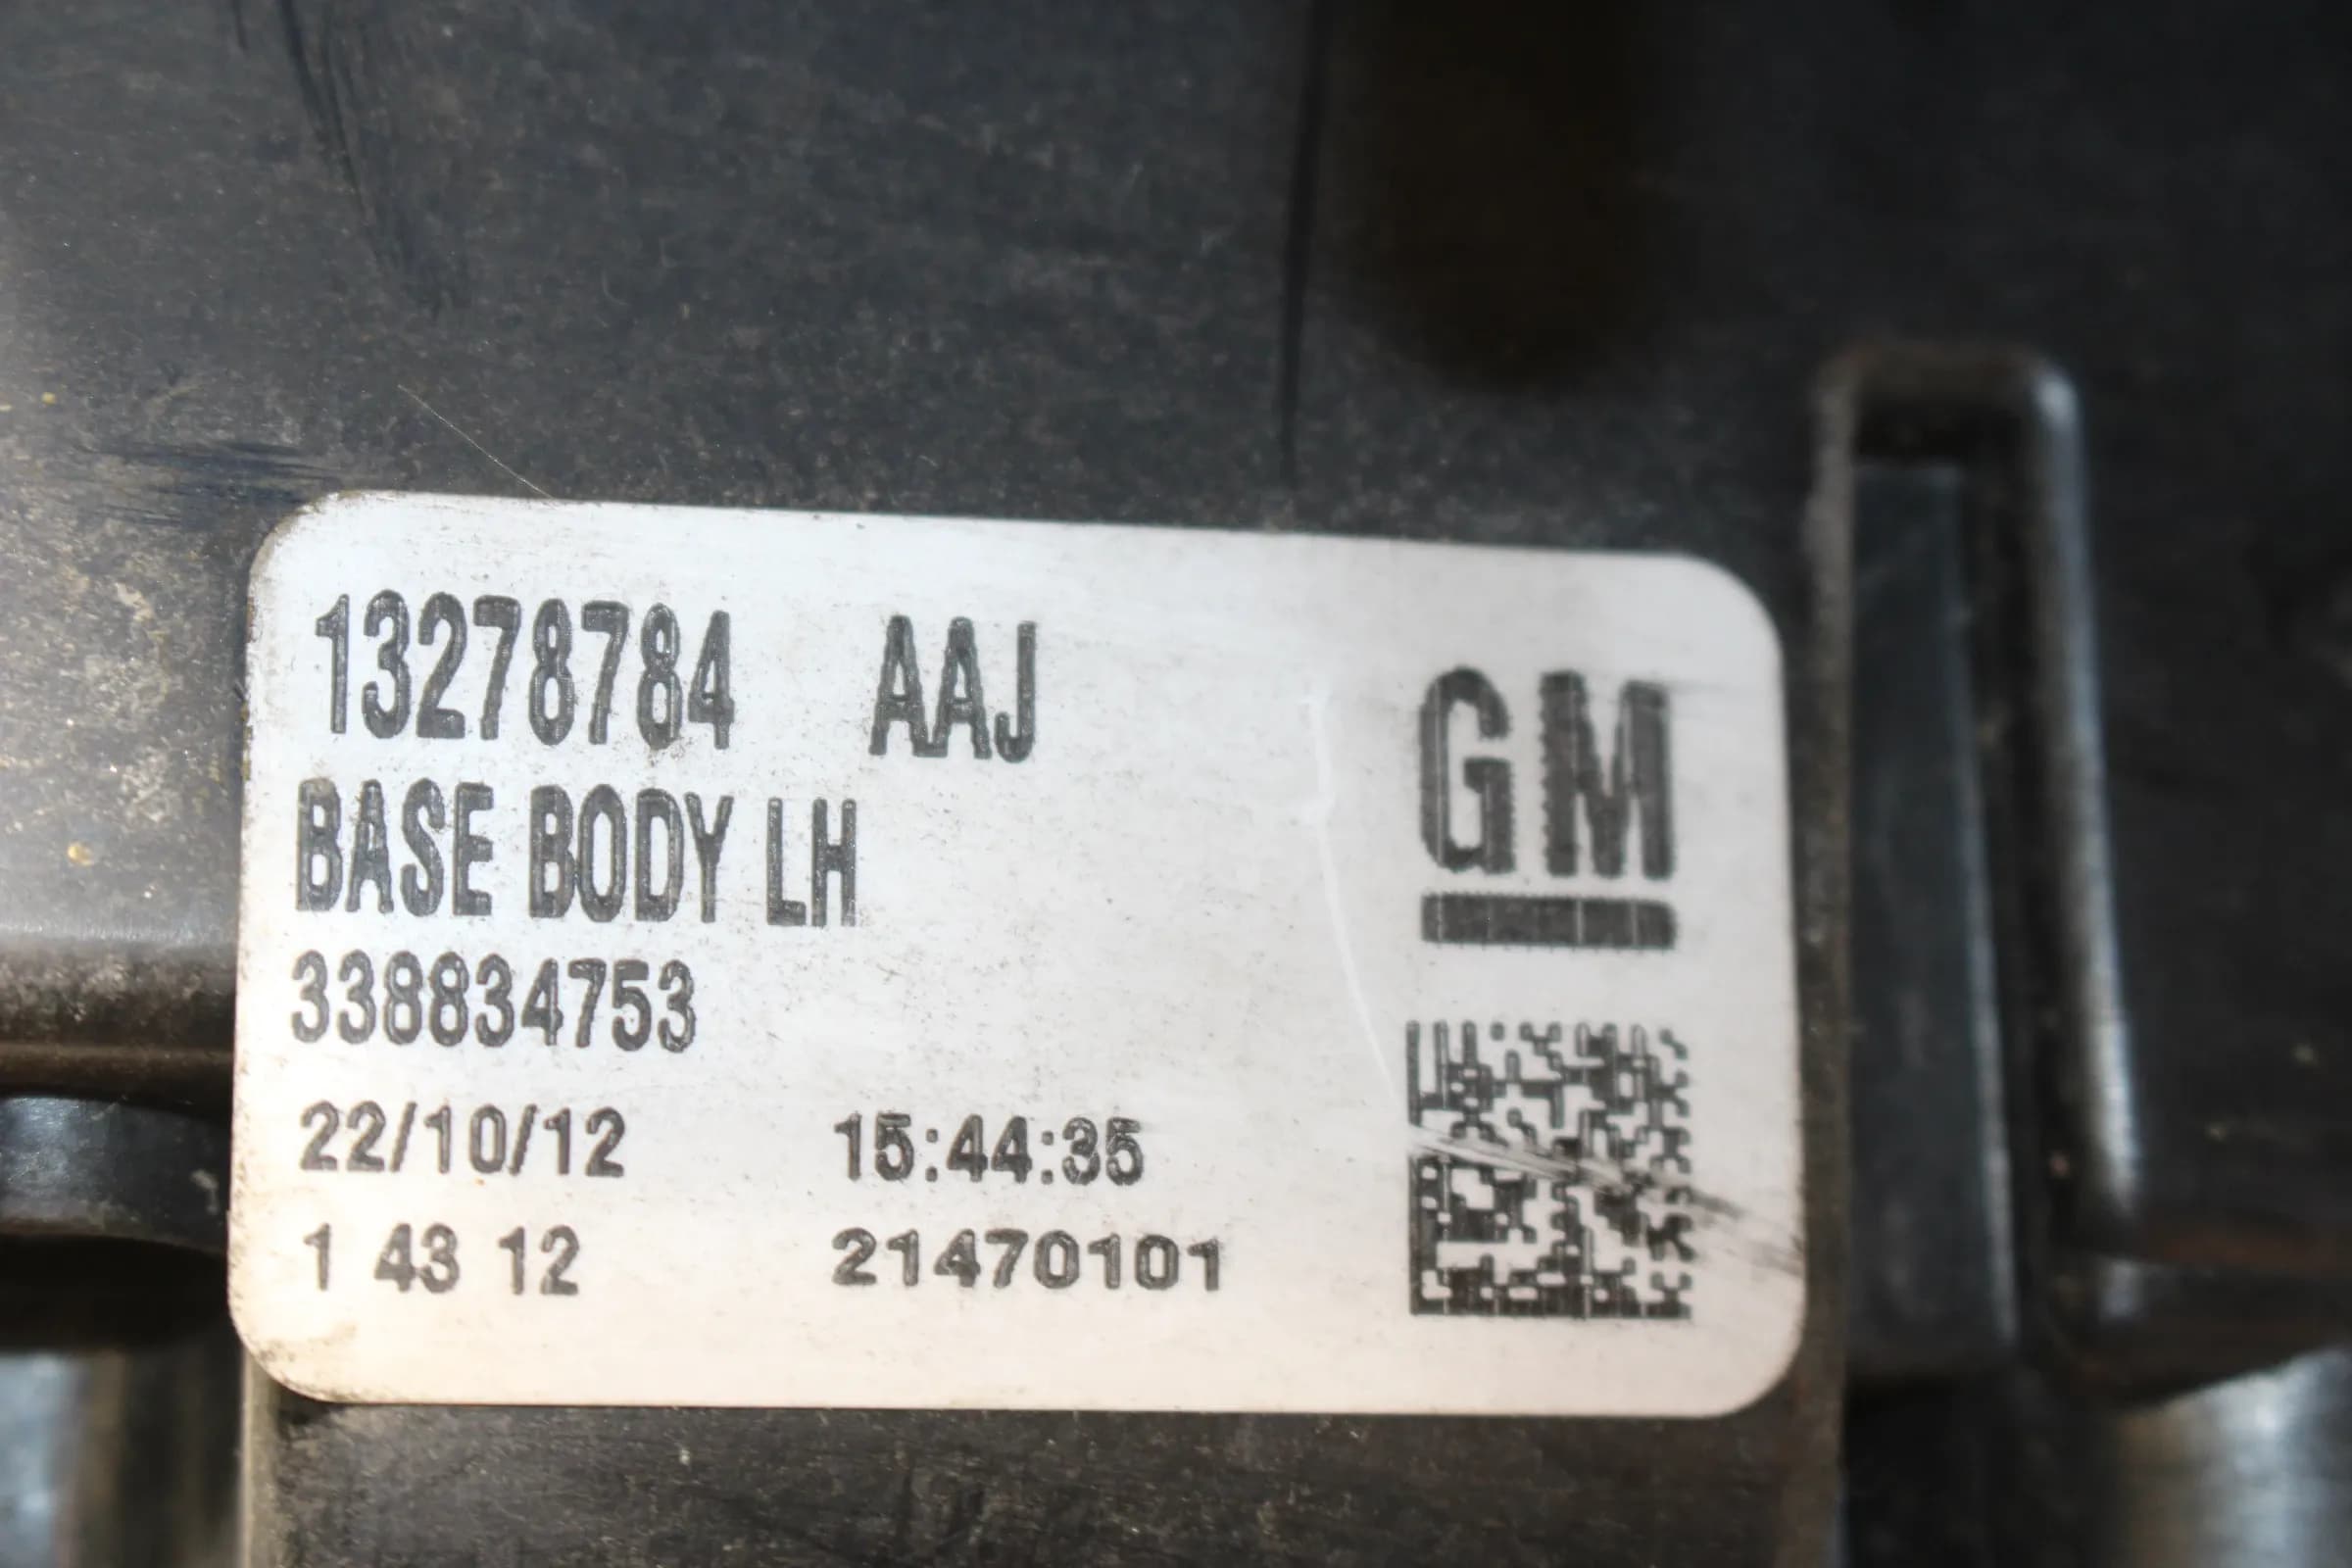 13278784 AAJ
GM
BASE BODY LH
338834753
22/10/12 15:44:35
1 43 12 21470101